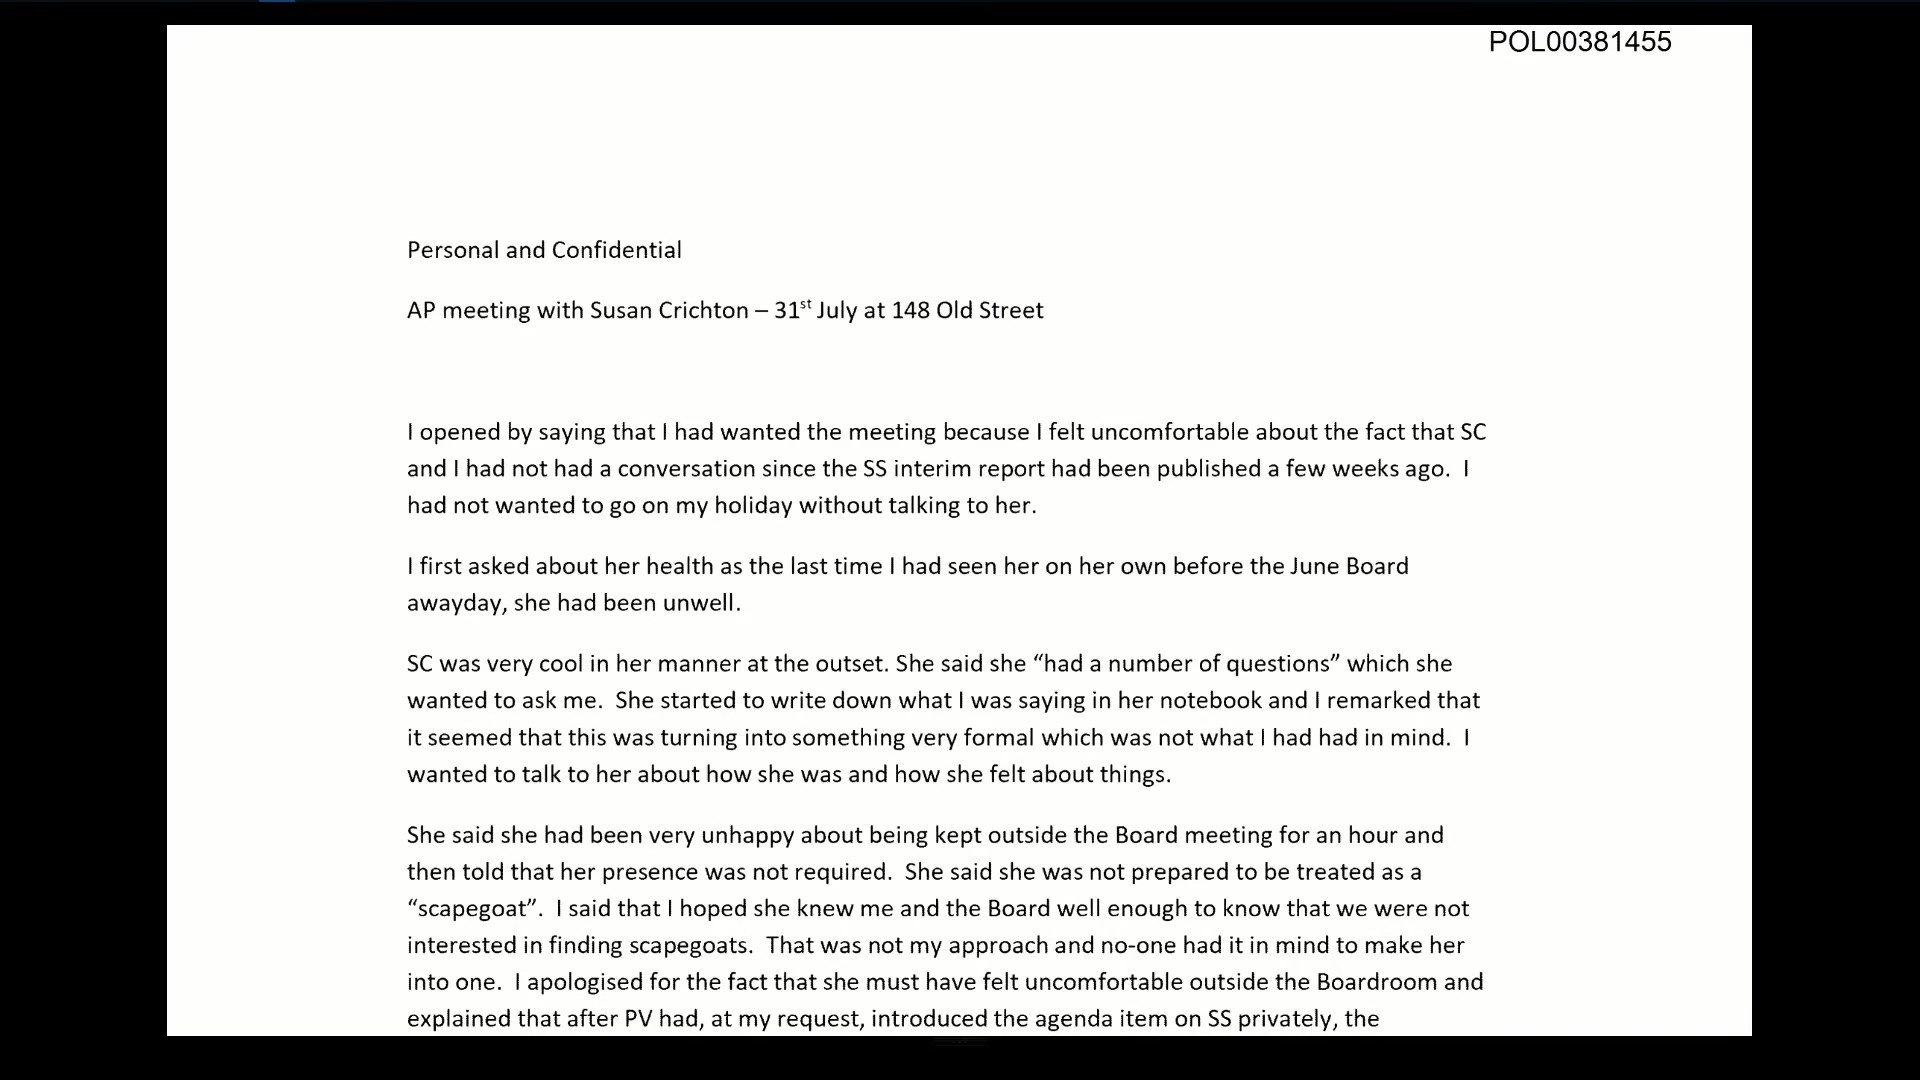 POL00381455
Personal and Confidential
AP meeting with Susan Crichton – 31st July at 148 Old Street
I opened by saying that I had wanted the meeting because I felt uncomfortable about the fact that SC
and I had not had a conversation since the SS interim report had been published a few weeks ago.  I
had not wanted to go on my holiday without talking to her.
I first asked about her health as the last time I had seen her on her own before the June Board
awayday, she had been unwell.
SC was very cool in her manner at the outset. She said she “had a number of questions” which she
wanted to ask me.  She started to write down what I was saying in her notebook and I remarked that
it seemed that this was turning into something very formal which was not what I had had in mind.  I
wanted to talk to her about how she was and how she felt about things.
She said she had been very unhappy about being kept outside the Board meeting for an hour and
then told that her presence was not required.  She said she was not prepared to be treated as a
“scapegoat”.  I said that I hoped she knew me and the Board well enough to know that we were not
interested in finding scapegoats.  That was not my approach and no-one had it in mind to make her
into one.  I apologised for the fact that she must have felt uncomfortable outside the Boardroom and
explained that after PV had, at my request, introduced the agenda item on SS privately, the